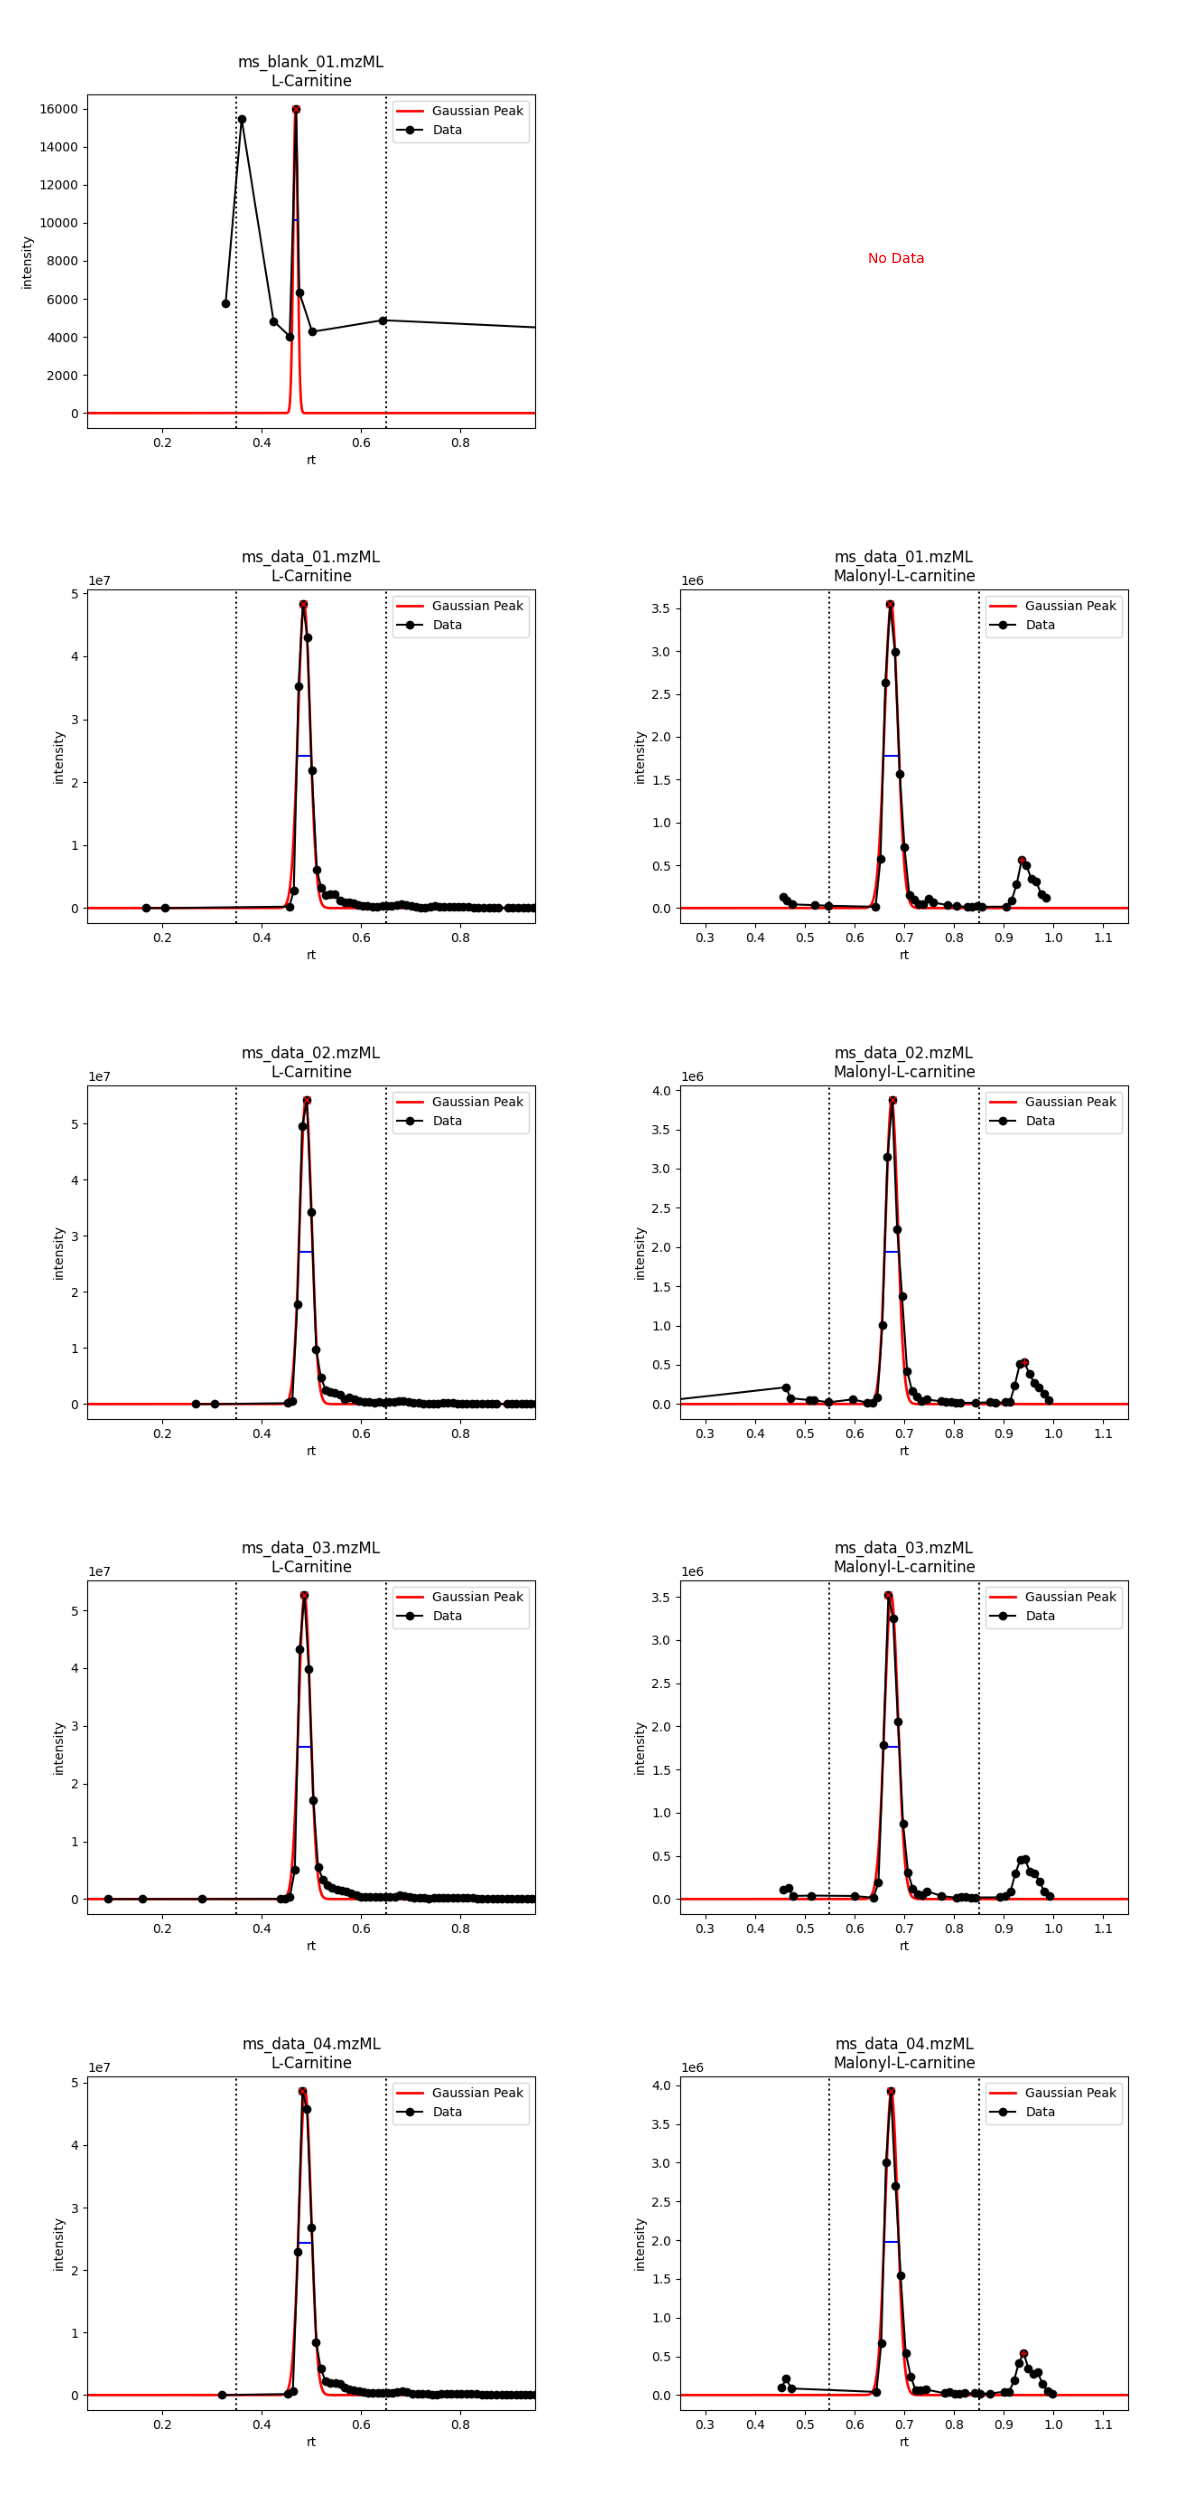 ms_blank_01.mzML
L-Carnitine
16000
14000
12000
10000
8000
6000
4000
2000
0
intensity
Gaussian Peak
Data
0.2 0.4 0.6 0.8
rt
No Data
ms_data_01.mzML
L-Carnitine
1e7
5
4
3
2
1
0
intensity
Gaussian Peak
Data
0.2 0.4 0.6 0.8
rt
ms_data_01.mzML
Malonyl-L-carnitine
1e6
3.5
3.0
2.5
2.0
1.5
1.0
0.5
0.0
intensity
Gaussian Peak
Data
0.3 0.4 0.5 0.6 0.7 0.8 0.9 1.0 1.1
rt
ms_data_02.mzML
L-Carnitine
1e7
5
4
3
2
1
0
intensity
Gaussian Peak
Data
0.2 0.4 0.6 0.8
rt
ms_data_02.mzML
Malonyl-L-carnitine
1e6
4.0
3.5
3.0
2.5
2.0
1.5
1.0
0.5
0.0
intensity
Gaussian Peak
Data
0.3 0.4 0.5 0.6 0.7 0.8 0.9 1.0 1.1
rt
ms_data_03.mzML
L-Carnitine
1e7
5
4
3
2
1
0
intensity
Gaussian Peak
Data
0.2 0.4 0.6 0.8
rt
ms_data_03.mzML
Malonyl-L-carnitine
1e6
3.5
3.0
2.5
2.0
1.5
1.0
0.5
0.0
intensity
Gaussian Peak
Data
0.3 0.4 0.5 0.6 0.7 0.8 0.9 1.0 1.1
rt
ms_data_04.mzML
L-Carnitine
1e7
5
4
3
2
1
0
intensity
Gaussian Peak
Data
0.2 0.4 0.6 0.8
rt
ms_data_04.mzML
Malonyl-L-carnitine
1e6
4.0
3.5
3.0
2.5
2.0
1.5
1.0
0.5
0.0
intensity
Gaussian Peak
Data
0.3 0.4 0.5 0.6 0.7 0.8 0.9 1.0 1.1
rt